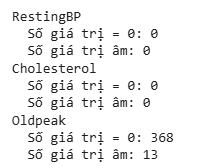 RestingBP
  Số giá trị = 0: 0
  Số giá trị âm: 0
Cholesterol
  Số giá trị = 0: 0
  Số giá trị âm: 0
Oldpeak
  Số giá trị = 0: 368
  Số giá trị âm: 13